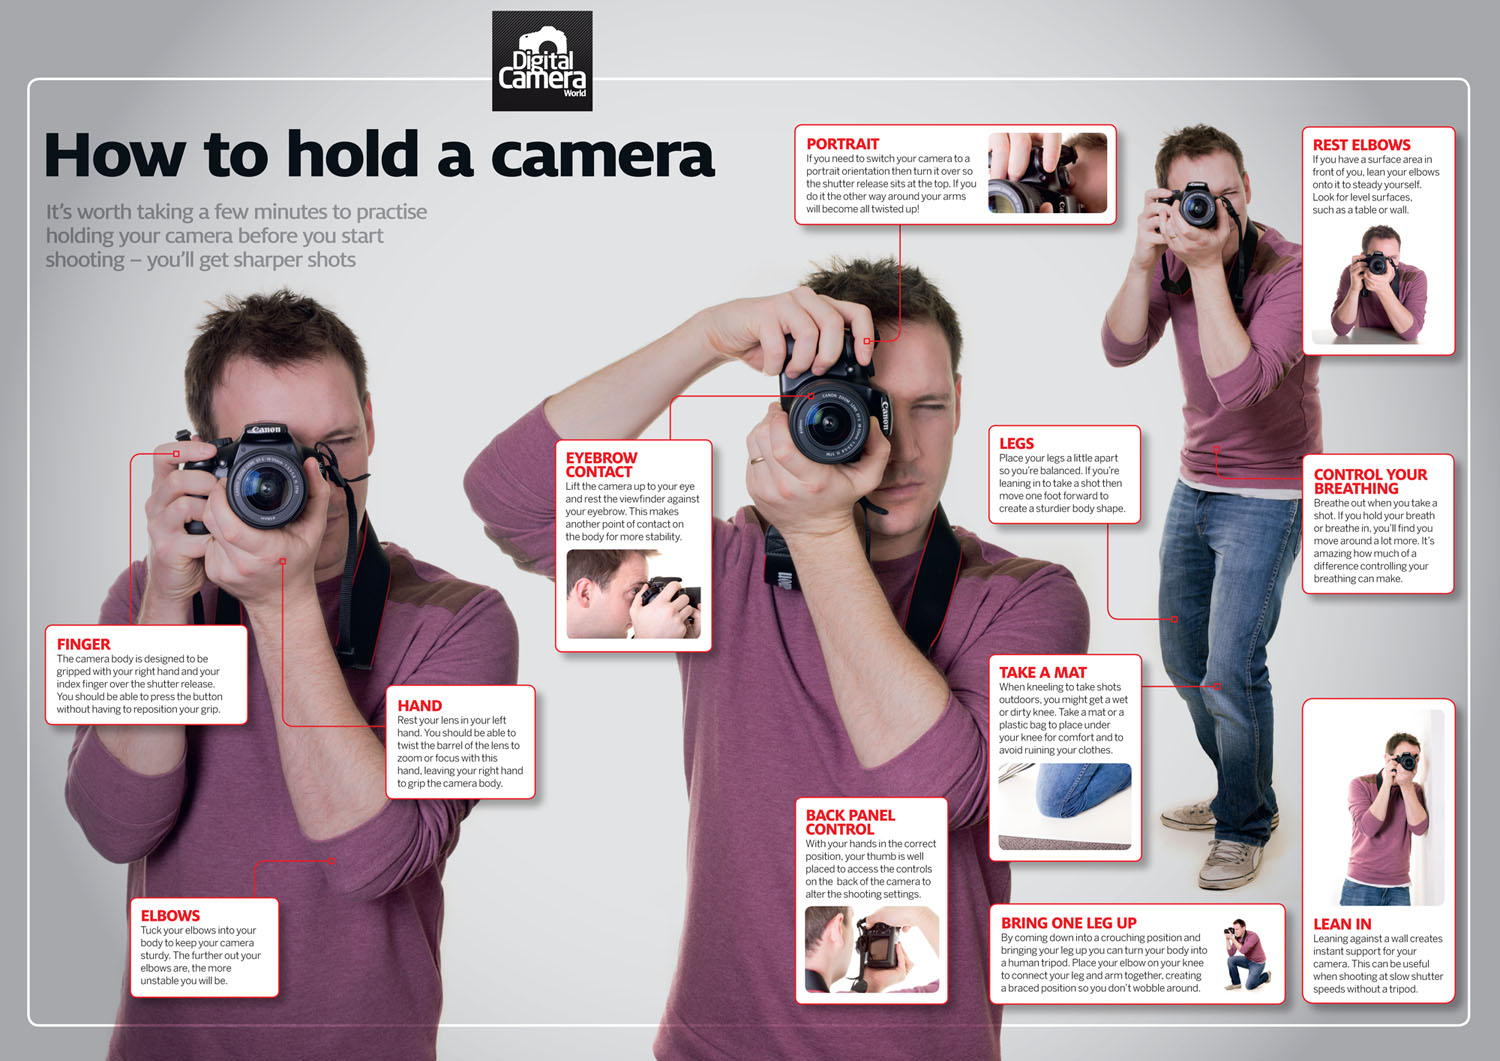 Digital
Camera
World
How to hold a camera
It's worth taking a few minutes to practise
holding your camera before you start
shooting – you'll get sharper shots
PORTRAIT
If you need to switch your camera to a
portrait orientation then turn it over so
the shutter release sits at the top. If you
do it the other way around your arms
will become all twisted up!
REST ELBOWS
If you have a surface area in
front of you, lean your elbows
onto it to steady yourself.
Look for level surfaces,
such as a table or wall.
Canon
CANON ZOOM LENS
Canon
EYEBROW
CONTACT
Lift the camera up to your eye
and rest the viewfinder against
your eyebrow. This makes
another point of contact on
the body for more stability.
LEGS
Place your legs a little apart
so you're balanced. If you're
leaning in to take a shot then
move one foot forward to
create a sturdier body shape.
CONTROL YOUR
BREATHING
Breathe out when you take a
shot. If you hold your breath
or breathe in, you'll find you
move around a lot more. It's
amazing how much of a
difference controlling your
breathing can make.
FINGER
The camera body is designed to be
gripped with your right hand and your
index finger over the shutter release.
You should be able to press the button
without having to reposition your grip.
HAND
Rest your lens in your left
hand. You should be able to
twist the barrel of the lens to
zoom or focus with this
hand, leaving your right hand
to grip the camera body.
TAKE A MAT
When kneeling to take shots
outdoors, you might get a wet
or dirty knee. Take a mat or a
plastic bag to place under
your knee for comfort and to
avoid ruining your clothes.
BACK PANEL
CONTROL
With your hands in the correct
position, your thumb is well
placed to access the controls
on the back of the camera to
alter the shooting settings.
ELBOWS
Tuck your elbows into your
body to keep your camera
sturdy. The further out your
elbows are, the more
unstable you will be.
BRING ONE LEG UP
By coming down into a crouching position and
bringing your leg up you can turn your body into
a human tripod. Place your elbow on your knee
to connect your leg and arm together, creating
a braced position so you don't wobble around.
LEAN IN
Leaning against a wall creates
instant support for your
camera. This can be useful
when shooting at slow shutter
speeds without a tripod.